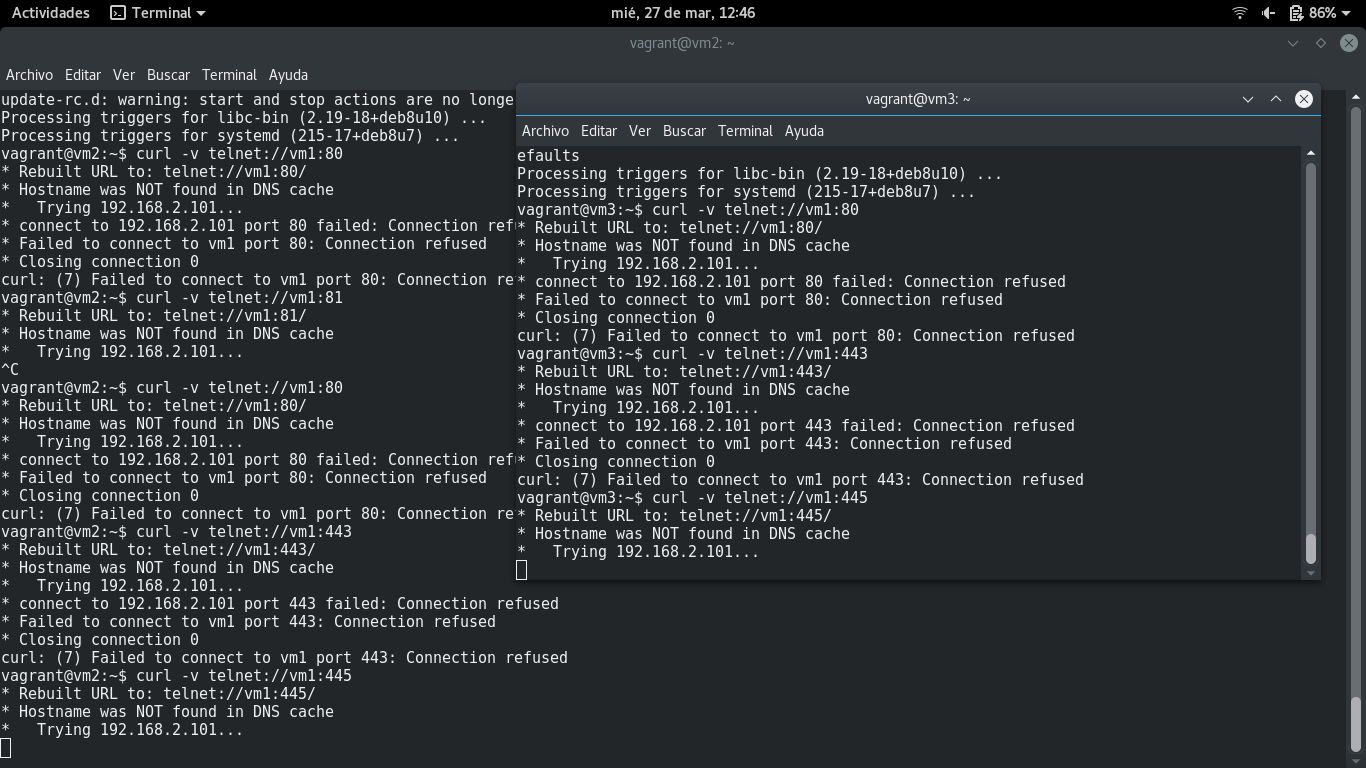 Actividades Terminal mié, 27 de mar, 12:46 86%
vagrant@vm2: ~
Archivo Editar Ver Buscar Terminal Ayuda
update-rc.d: warning: start and stop actions are no longe
Processing triggers for libc-bin (2.19-18+deb8u10) ...
Processing triggers for systemd (215-17+deb8u7) ...
vagrant@vm2:~$ curl -v telnet://vm1:80
* Rebuilt URL to: telnet://vm1:80/
* Hostname was NOT found in DNS cache
*   Trying 192.168.2.101...
* connect to 192.168.2.101 port 80 failed: Connection ref
* Failed to connect to vm1 port 80: Connection refused
* Closing connection 0
curl: (7) Failed to connect to vm1 port 80: Connection re
vagrant@vm2:~$ curl -v telnet://vm1:81
* Rebuilt URL to: telnet://vm1:81/
* Hostname was NOT found in DNS cache
*   Trying 192.168.2.101...
^C
vagrant@vm2:~$ curl -v telnet://vm1:80
* Rebuilt URL to: telnet://vm1:80/
* Hostname was NOT found in DNS cache
*   Trying 192.168.2.101...
* connect to 192.168.2.101 port 80 failed: Connection ref
* Failed to connect to vm1 port 80: Connection refused
* Closing connection 0
curl: (7) Failed to connect to vm1 port 80: Connection re
vagrant@vm2:~$ curl -v telnet://vm1:443
* Rebuilt URL to: telnet://vm1:443/
* Hostname was NOT found in DNS cache
*   Trying 192.168.2.101...
* connect to 192.168.2.101 port 443 failed: Connection refused
* Failed to connect to vm1 port 443: Connection refused
* Closing connection 0
curl: (7) Failed to connect to vm1 port 443: Connection refused
vagrant@vm2:~$ curl -v telnet://vm1:445
* Rebuilt URL to: telnet://vm1:445/
* Hostname was NOT found in DNS cache
*   Trying 192.168.2.101...
vagrant@vm3: ~
Archivo Editar Ver Buscar Terminal Ayuda
efaults
Processing triggers for libc-bin (2.19-18+deb8u10) ...
Processing triggers for systemd (215-17+deb8u7) ...
vagrant@vm3:~$ curl -v telnet://vm1:80
* Rebuilt URL to: telnet://vm1:80/
* Hostname was NOT found in DNS cache
*   Trying 192.168.2.101...
* connect to 192.168.2.101 port 80 failed: Connection refused
* Failed to connect to vm1 port 80: Connection refused
* Closing connection 0
curl: (7) Failed to connect to vm1 port 80: Connection refused
vagrant@vm3:~$ curl -v telnet://vm1:443
* Rebuilt URL to: telnet://vm1:443/
* Hostname was NOT found in DNS cache
*   Trying 192.168.2.101...
* connect to 192.168.2.101 port 443 failed: Connection refused
* Failed to connect to vm1 port 443: Connection refused
* Closing connection 0
curl: (7) Failed to connect to vm1 port 443: Connection refused
vagrant@vm3:~$ curl -v telnet://vm1:445
* Rebuilt URL to: telnet://vm1:445/
* Hostname was NOT found in DNS cache
*   Trying 192.168.2.101...